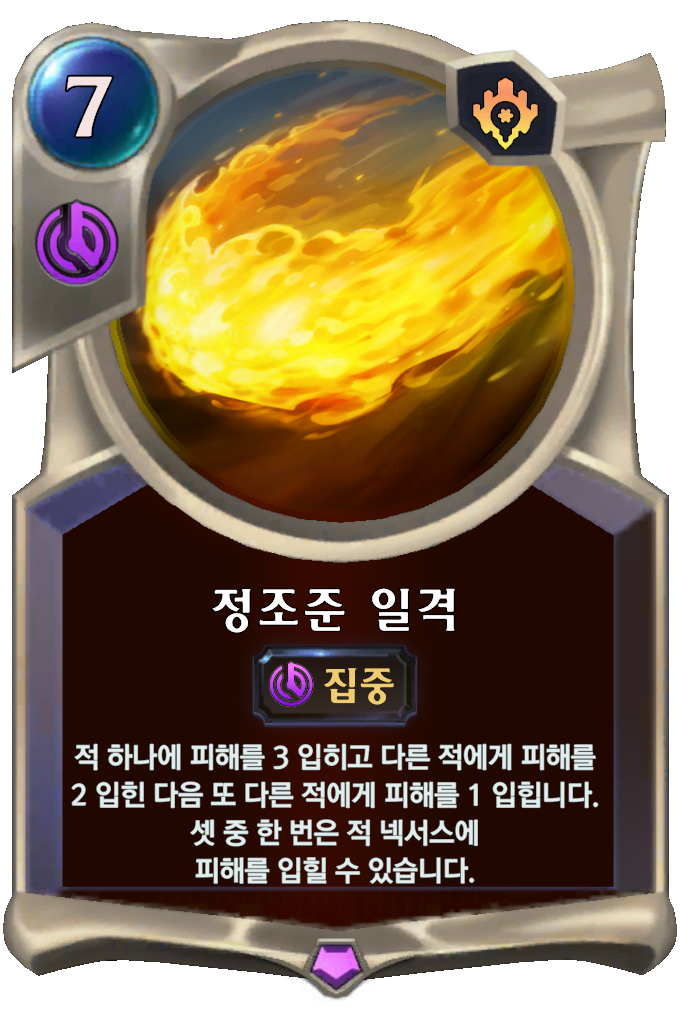 7
정조준 일격
집중
적 하나에 피해를 3 입히고 다른 적에게 피해를
2 입힌 다음 또 다른 적에게 피해를 1 입힙니다.
셋 중 한 번은 적 넥서스에
피해를 입힐 수 있습니다.